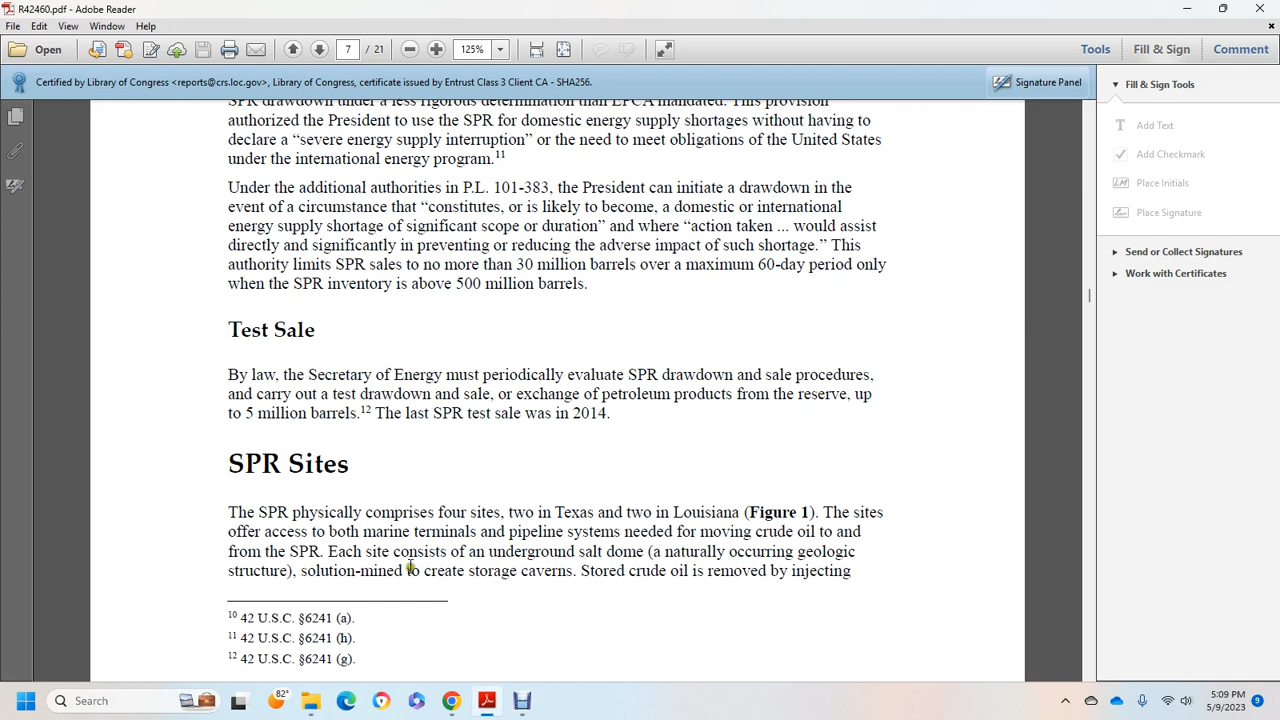 R42460.pdf - Adobe Reader
File Edit View Window Help
Open 7 / 21 125% Tools Fill & Sign Comment
Certified by Library of Congress <reports@crs.loc.gov>, Library of Congress, certificate issued by Entrust Class 3 Client CA - SHA256. Signature Panel
SPR drawdown under a less rigorous determination than EPCA mandated. This provision
authorized the President to use the SPR for domestic energy supply shortages without having to
declare a “severe energy supply interruption” or the need to meet obligations of the United States
under the international energy program.11
Under the additional authorities in P.L. 101-383, the President can initiate a drawdown in the
event of a circumstance that “constitutes, or is likely to become, a domestic or international
energy supply shortage of significant scope or duration” and where “action taken ... would assist
directly and significantly in preventing or reducing the adverse impact of such shortage.” This
authority limits SPR sales to no more than 30 million barrels over a maximum 60-day period only
when the SPR inventory is above 500 million barrels.
Test Sale
By law, the Secretary of Energy must periodically evaluate SPR drawdown and sale procedures,
and carry out a test drawdown and sale, or exchange of petroleum products from the reserve, up
to 5 million barrels.12 The last SPR test sale was in 2014.
SPR Sites
The SPR physically comprises four sites, two in Texas and two in Louisiana (Figure 1). The sites
offer access to both marine terminals and pipeline systems needed for moving crude oil to and
from the SPR. Each site consists of an underground salt dome (a naturally occurring geologic
structure), solution-mined to create storage caverns. Stored crude oil is removed by injecting
10 42 U.S.C. §6241 (a).
11 42 U.S.C. §6241 (h).
12 42 U.S.C. §6241 (g).
Fill & Sign Tools
Add Text
Add Checkmark
Place Initials
Place Signature
Send or Collect Signatures
Work with Certificates
Search
82°
5:09 PM
5/9/2023
9